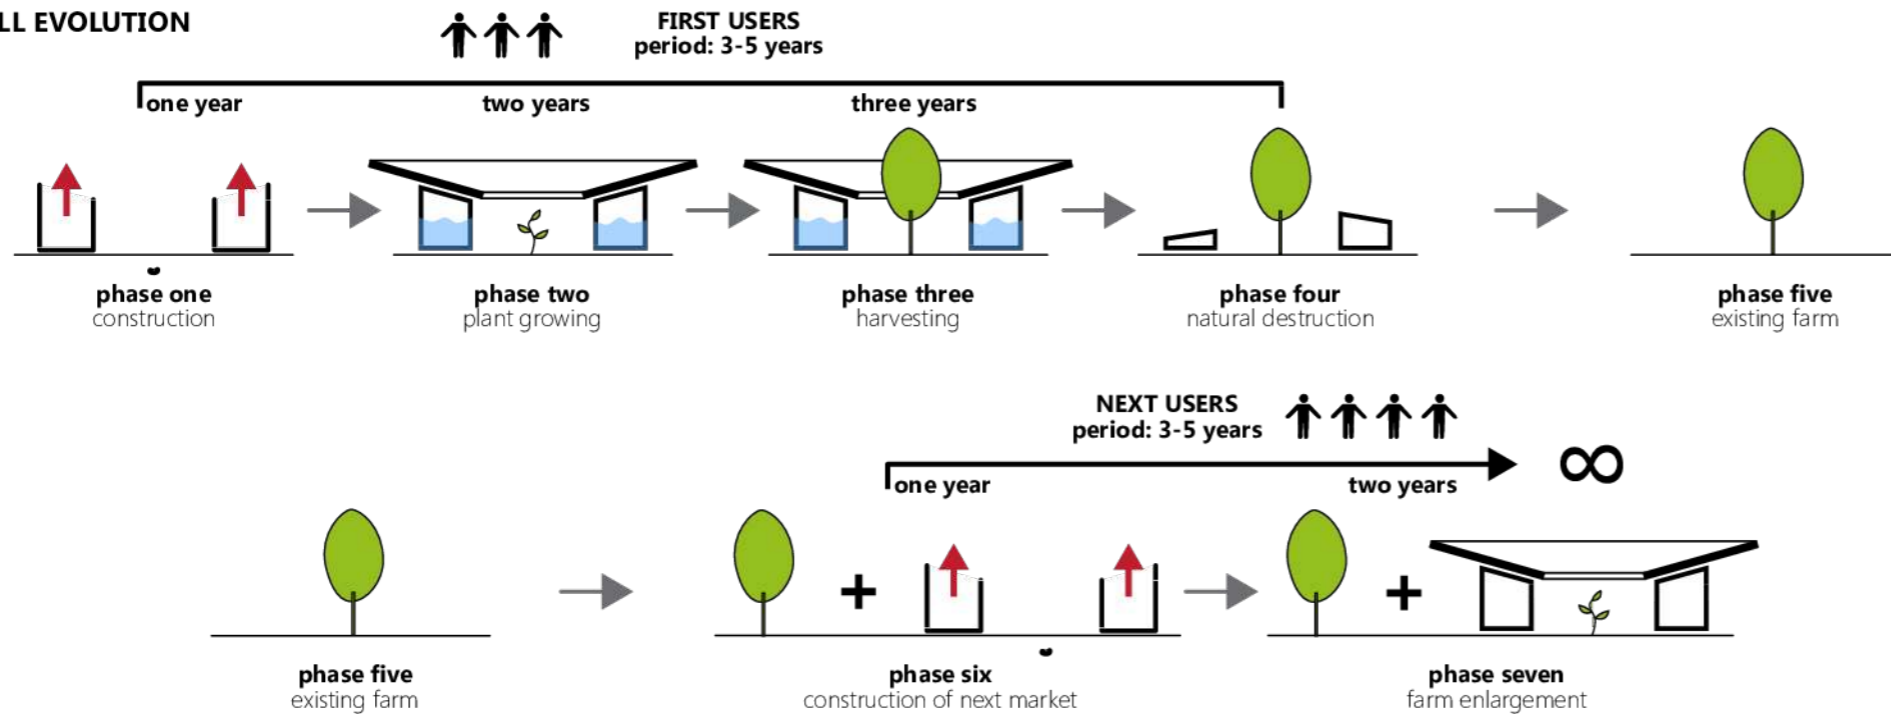 LL EVOLUTION
FIRST USERS
period: 3-5 years
one year
two years
three years
phase one
construction
phase two
plant growing
phase three
harvesting
phase four
natural destruction
phase five
existing farm
NEXT USERS
period: 3-5 years
∞
one year
two years
+
+
phase five
existing farm
phase six
construction of next market
phase seven
farm enlargement